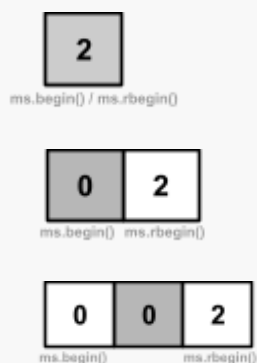 2
ms.begin() / ms.rbegin()
0 2
ms.begin() ms.rbegin()
0 0 2
ms.begin() ms.rbegin()